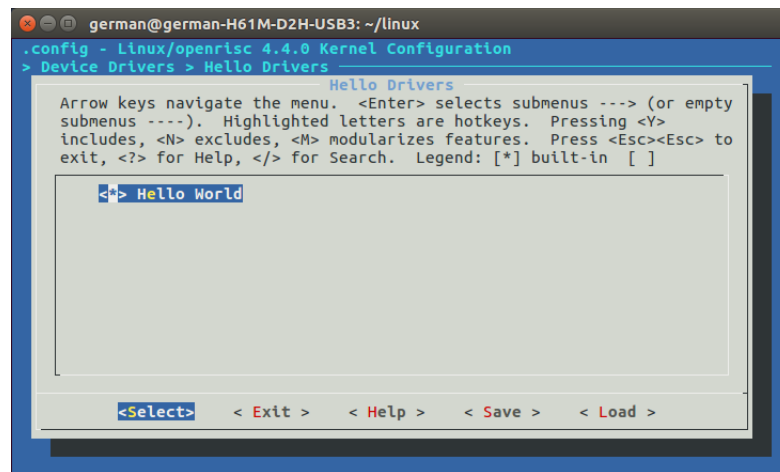 german@german-H61M-D2H-USB3: ~/linux
.config - Linux/openrisc 4.4.0 Kernel Configuration
> Device Drivers > Hello Drivers
Hello Drivers
Arrow keys navigate the menu.  <Enter> selects submenus ---> (or empty
submenus ----).  Highlighted letters are hotkeys.  Pressing <Y>
includes, <N> excludes, <M> modularizes features.  Press <Esc><Esc> to
exit, <?> for Help, </> for Search.  Legend: [*] built-in  [ ]
<*> Hello World
<Select>    < Exit >    < Help >    < Save >    < Load >